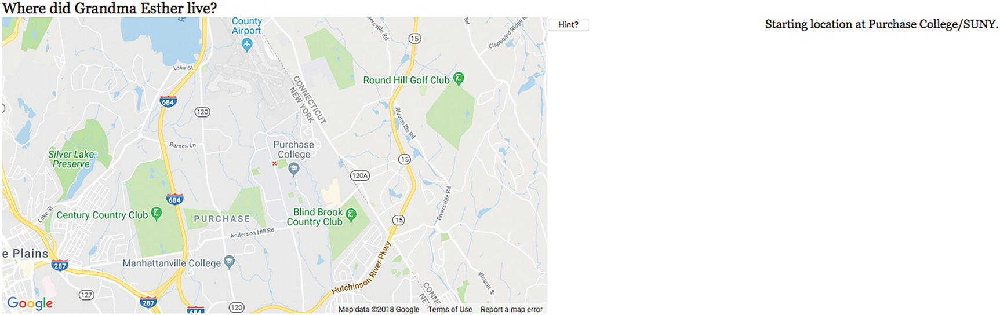 Where did Grandma Esther live?
Hint?
Starting location at Purchase College/SUNY.
County
Airport
15
Clapboard Ridge
Lake St
CONNECTICUT
NEW YORK
Round Hill Golf Club
684
120
Riversville Rd
Barnes Ln
Purchase
College
Silver Lake
Preserve
15
120A
684
Riversville Rd
Lake St
Century Country Club
PURCHASE
Blind Brook
Country Club
15
Anderson Hill Rd
e Plains
287
Manhattanville College
Hutchinson River Pkwy
Weaver St
127
Google
287
684
120
Map data ©2018 Google
Terms of Use
Report a map error